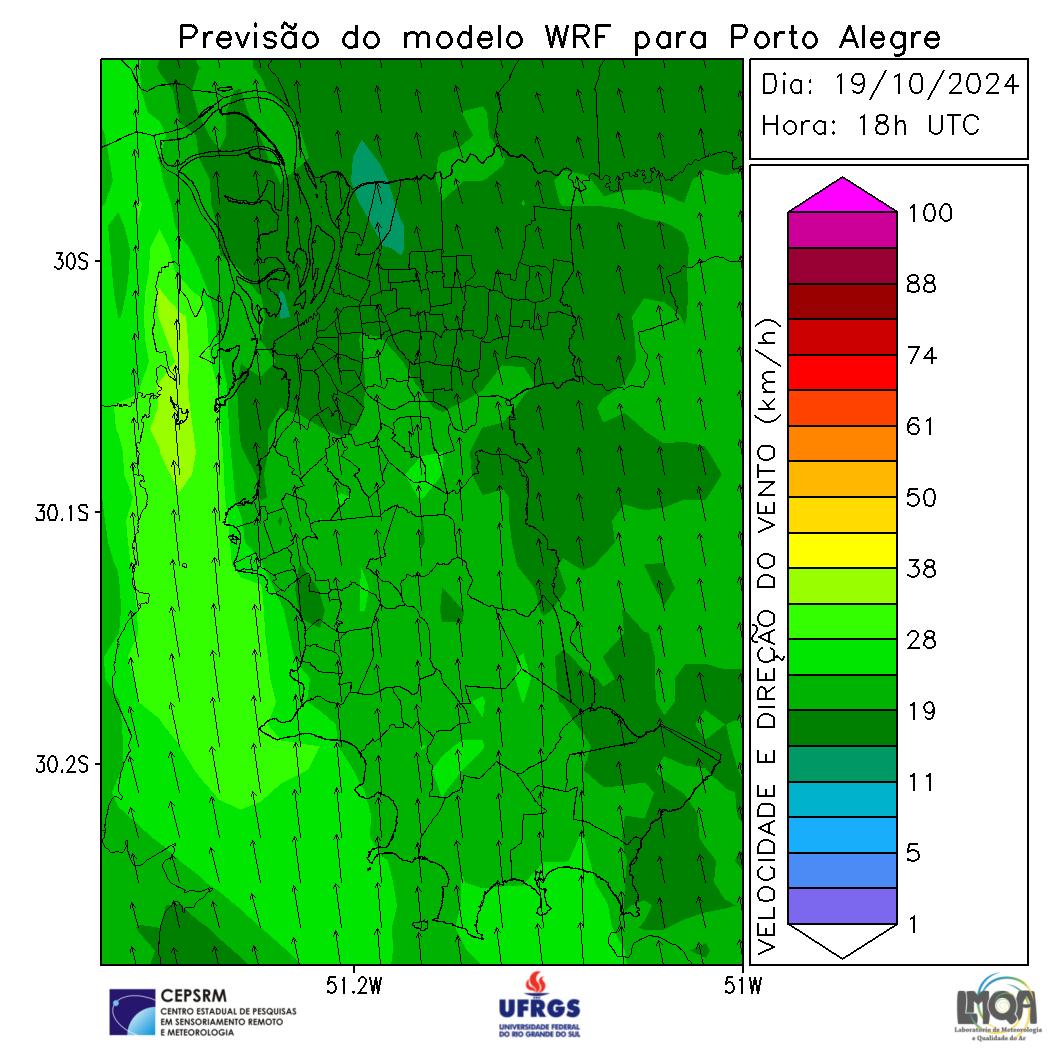 Previsão do modelo WRF para Porto Alegre
Dia: 19/10/2024
Hora: 18h UTC
30S
30.1S
30.2S
51.2W
51W
VELOCIDADE E DIREÇÃO DO VENTO (km/h)
100
88
74
61
50
38
28
19
11
5
1
CEPSRM
CENTRO ESTADUAL DE PESQUISAS
EM SENSORIAMENTO REMOTO
E METEOROLOGIA
UFRGS
UNIVERSIDADE FEDERAL
DO RIO GRANDE DO SUL
LMQA
Laboratório de Meteorologia
e Qualidade do Ar